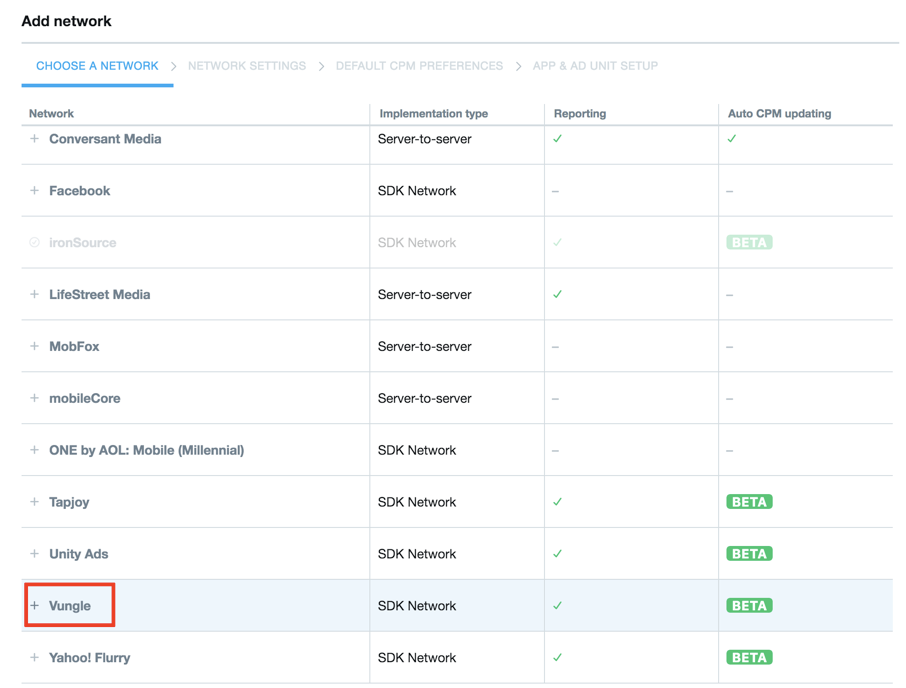 Add network
CHOOSE A NETWORK > NETWORK SETTINGS > DEFAULT CPM PREFERENCES > APP & AD UNIT SETUP
Network Implementation type Reporting Auto CPM updating
+ Conversant Media Server-to-server ✓ ✓
+ Facebook SDK Network – –
ironSource SDK Network ✓ BETA
+ LifeStreet Media Server-to-server ✓ –
+ MobFox Server-to-server – –
+ mobileCore Server-to-server – –
+ ONE by AOL: Mobile (Millennial) SDK Network – –
+ Tapjoy SDK Network ✓ BETA
+ Unity Ads SDK Network ✓ BETA
+ Vungle SDK Network ✓ BETA
+ Yahoo! Flurry SDK Network ✓ BETA